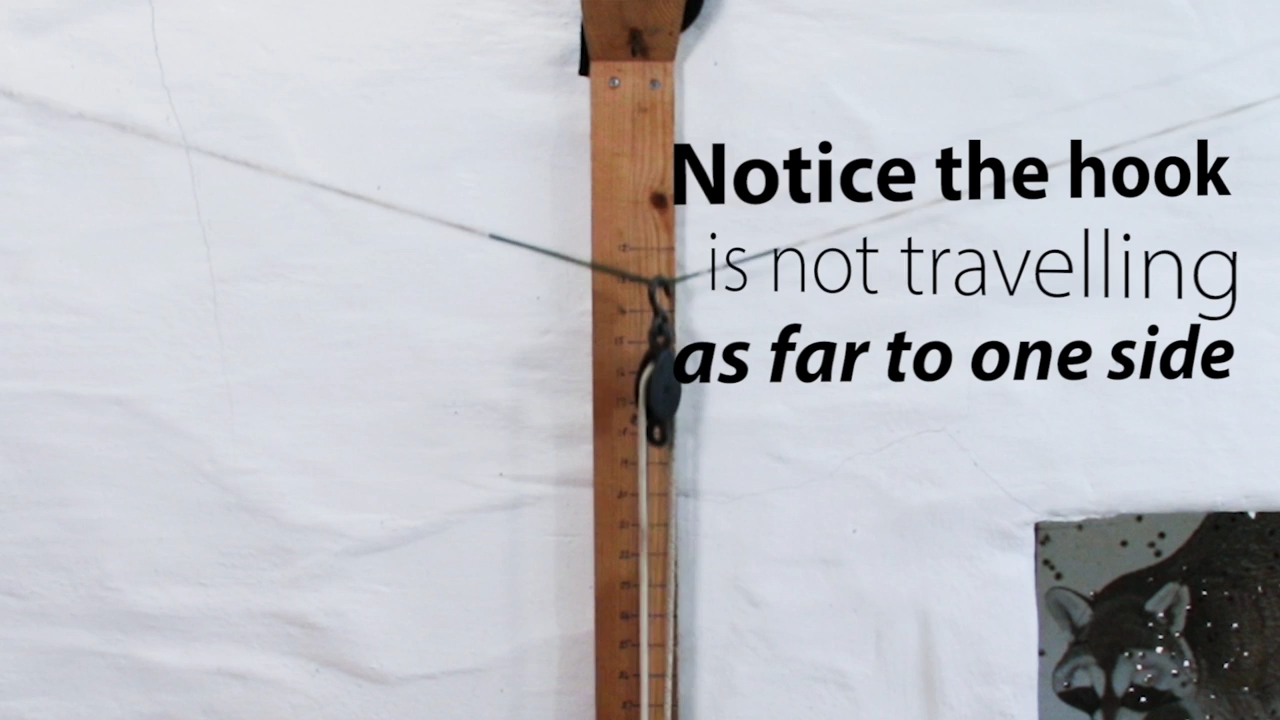 Notice the hook
is not travelling
as far to one side